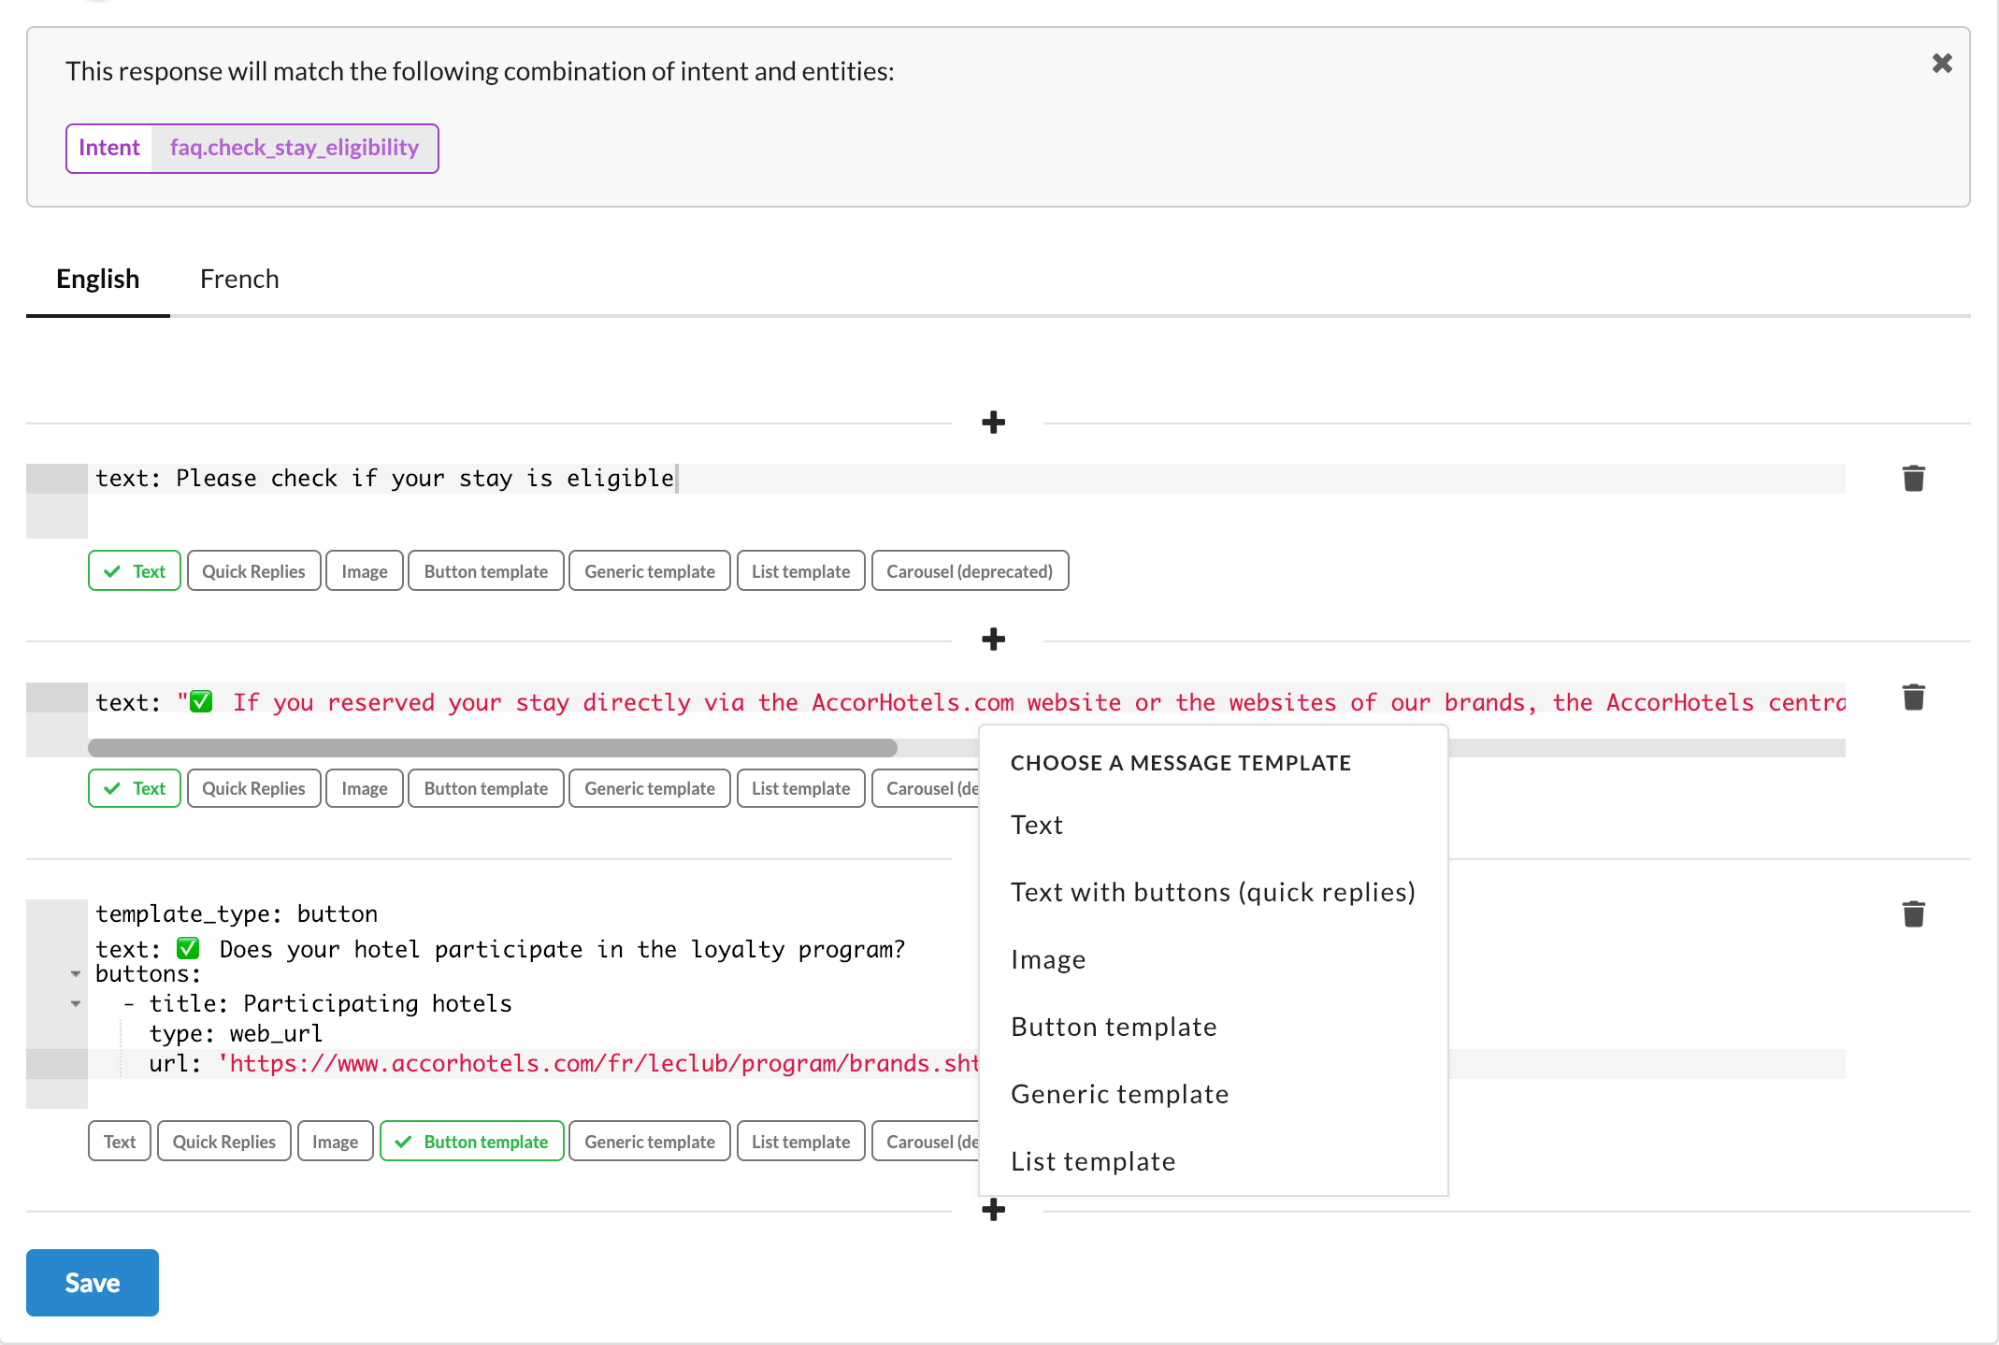 This response will match the following combination of intent and entities:
Intent faq.check_stay_eligibility
English French
text: Please check if your stay is eligible
Text Quick Replies Image Button template Generic template List template Carousel (deprecated)
text: "✅ If you reserved your stay directly via the AccorHotels.com website or the websites of our brands, the AccorHotels centra
Text Quick Replies Image Button template Generic template List template Carousel (de
template_type: button
text: ✅ Does your hotel participate in the loyalty program?
buttons:
- title: Participating hotels
type: web_url
url: 'https://www.accorhotels.com/fr/leclub/program/brands.sht
Text Quick Replies Image Button template Generic template List template Carousel (de
CHOOSE A MESSAGE TEMPLATE
Text
Text with buttons (quick replies)
Image
Button template
Generic template
List template
Save